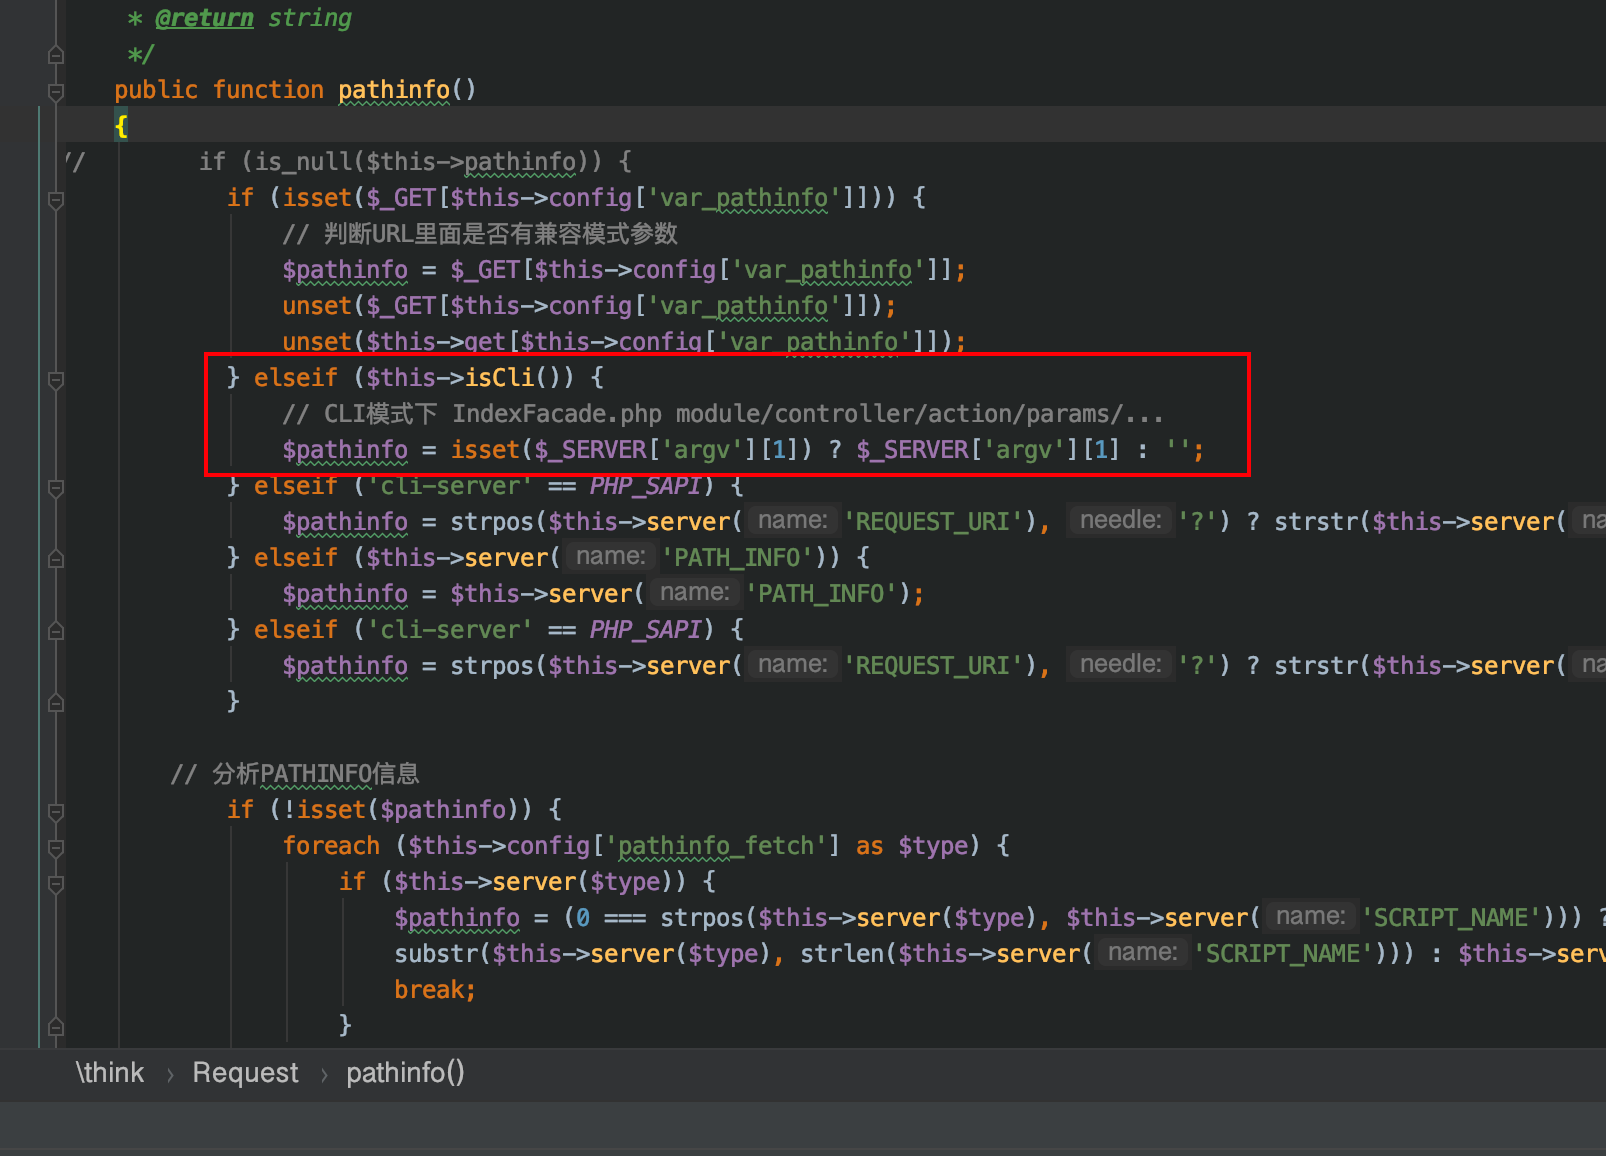 * @return string
*/
public function pathinfo()
{
// if (is_null($this->pathinfo)) {
if (isset($_GET[$this->config['var_pathinfo']])) {
// 判断URL里面是否有兼容模式参数
$pathinfo = $_GET[$this->config['var_pathinfo']];
unset($_GET[$this->config['var_pathinfo']]);
unset($this->get[$this->config['var_pathinfo']]);
} elseif ($this->isCli()) {
// CLI模式下 IndexFacade.php module/controller/action/params/...
$pathinfo = isset($_SERVER['argv'][1]) ? $_SERVER['argv'][1] : '';
} elseif ('cli-server' == PHP_SAPI) {
$pathinfo = strpos($this->server( name: 'REQUEST_URI'), needle: '?') ? strstr($this->server( na
} elseif ($this->server( name: 'PATH_INFO')) {
$pathinfo = $this->server( name: 'PATH_INFO');
} elseif ('cli-server' == PHP_SAPI) {
$pathinfo = strpos($this->server( name: 'REQUEST_URI'), needle: '?') ? strstr($this->server( na
}
// 分析PATHINFO信息
if (!isset($pathinfo)) {
foreach ($this->config['pathinfo_fetch'] as $type) {
if ($this->server($type)) {
$pathinfo = (0 === strpos($this->server($type), $this->server( name: 'SCRIPT_NAME'))) ?
substr($this->server($type), strlen($this->server( name: 'SCRIPT_NAME'))) : $this->serv
break;
}
\think › Request › pathinfo()